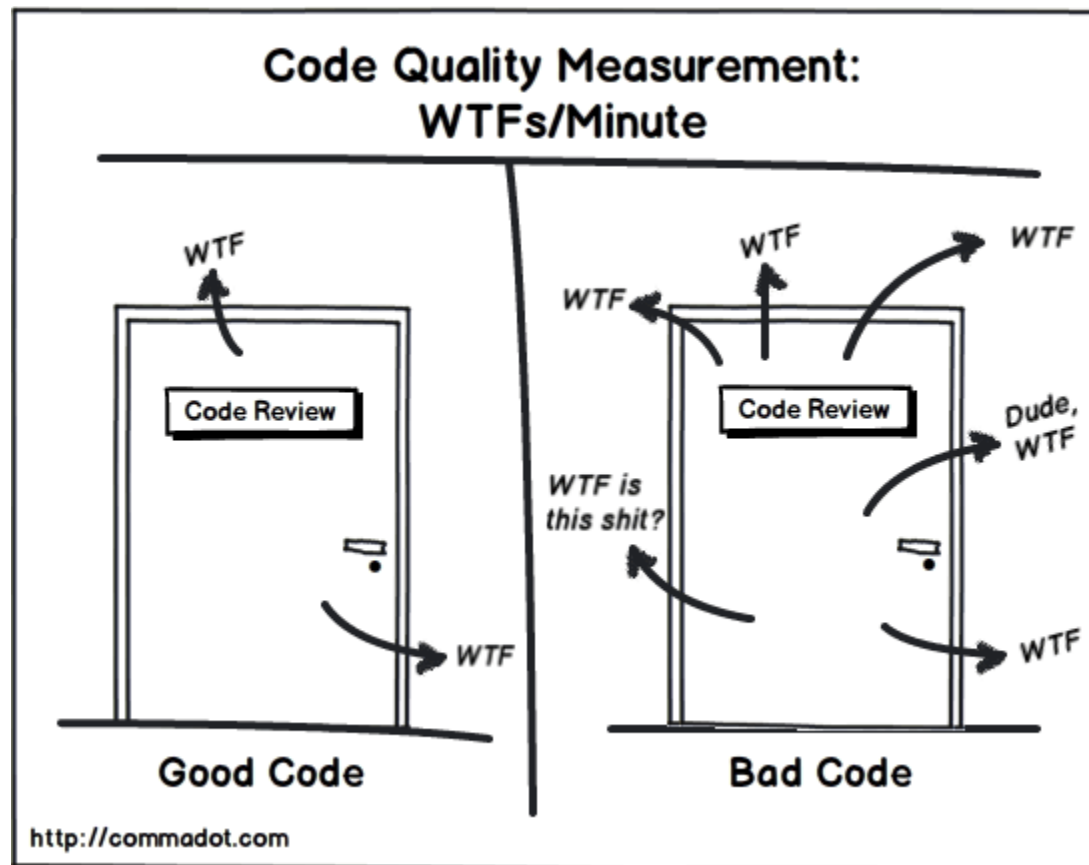 Code Quality Measurement:
WTFs/Minute
WTF
Code Review
WTF
Good Code
WTF
WTF
WTF
Code Review
Dude,
WTF
WTF is
this shit?
WTF
Bad Code
http://commadot.com